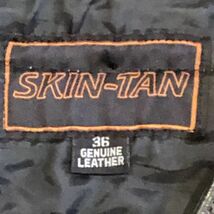 SKIN-TAN
36
GENUINE
LEATHER